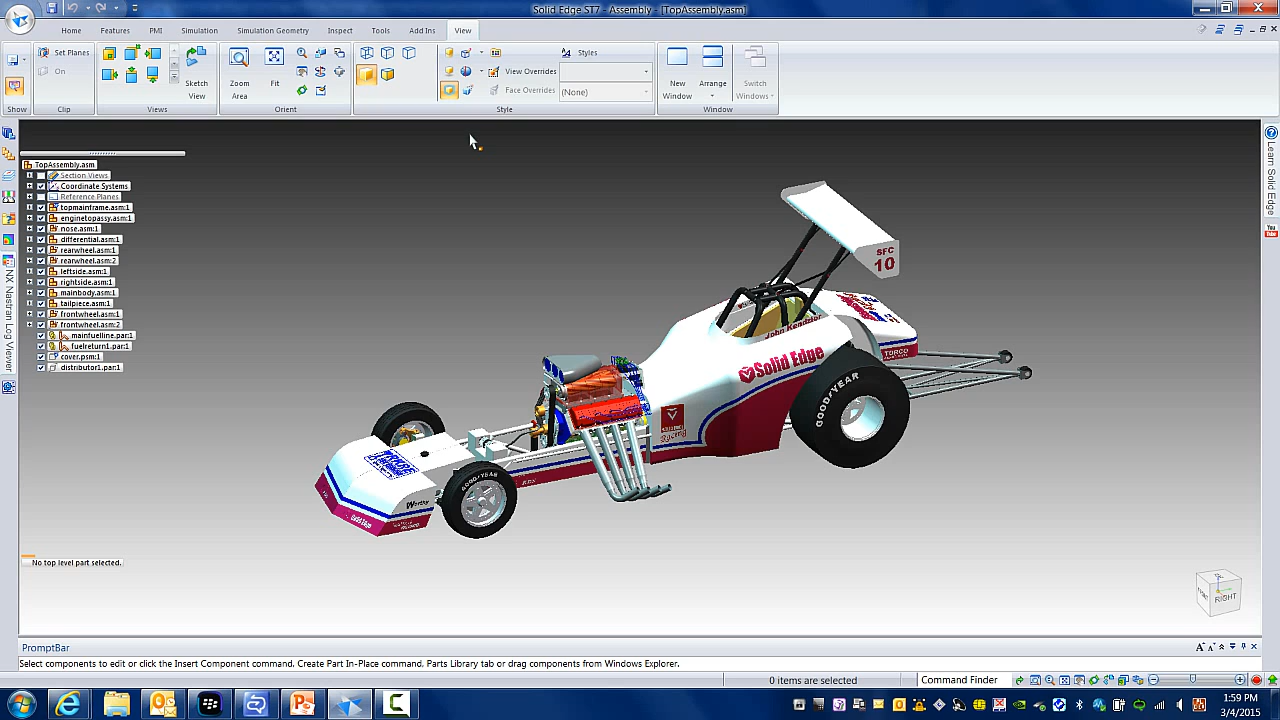 Solid Edge ST7 - Assembly - [TopAssembly.asm]
Home Features PMI Simulation Simulation Geometry Inspect Tools Add Ins View
Set Planes
On
Sketch
View
Zoom
Area
Fit
Styles
View Overrides
Face Overrides
(None)
New
Window
Arrange
Switch
Windows
Show Clip Views Orient Style Window
Learn Solid Edge
You
TopAssembly.asm
Section Views
Coordinate Systems
Reference Planes
topmainframe.asm:1
enginetopassy.asm:1
nose.asm:1
differential.asm:1
rearwheel.asm:1
rearwheel.asm:2
leftside.asm:1
rightside.asm:1
mainbody.asm:1
tailpiece.asm:1
frontwheel.asm:1
frontwheel.asm:2
mainfuelline.par:1
fuelreturn1.par:1
cover.psm:1
distributor1.par:1
NX Nastran Log Viewer
SFC
10
Solid Edge
TORCO
GOODYEAR
GOODYEAR
Solid Edge
No top level part selected.
RIGHT
PromptBar
Select components to edit or click the Insert Component command, Create Part In-Place command, Parts Library tab or drag components from Windows Explorer.
0 items are selected
Command Finder
1:59 PM
3/4/2015